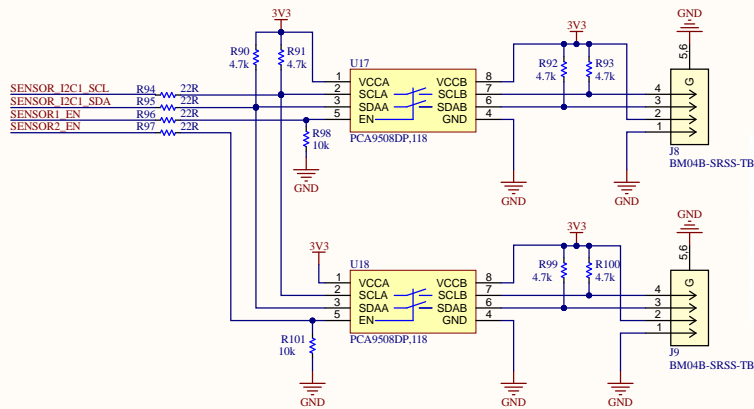 GND
3V3
3V3
5,6
R90
4.7k
R91
4.7k
U17
R92
4.7k
R93
4.7k
G
1 VCCA VCCB 8
2 SCLA SCLB 7
3 SDAA SDAB 6
5 EN GND 4
4
3
2
1
SENSOR_I2C1_SCL R94 22R
SENSOR_I2C1_SDA R95 22R
SENSOR1_EN R96 22R
SENSOR2_EN R97 22R
R98
10k
PCA9508DP,118
J8
BM04B-SRSS-TB
GND
GND
GND
GND
3V3
3V3
5,6
U18
R99
4.7k
R100
4.7k
G
1 VCCA VCCB 8
2 SCLA SCLB 7
3 SDAA SDAB 6
5 EN GND 4
4
3
2
1
R101
10k
PCA9508DP,118
J9
BM04B-SRSS-TB
GND
GND
GND